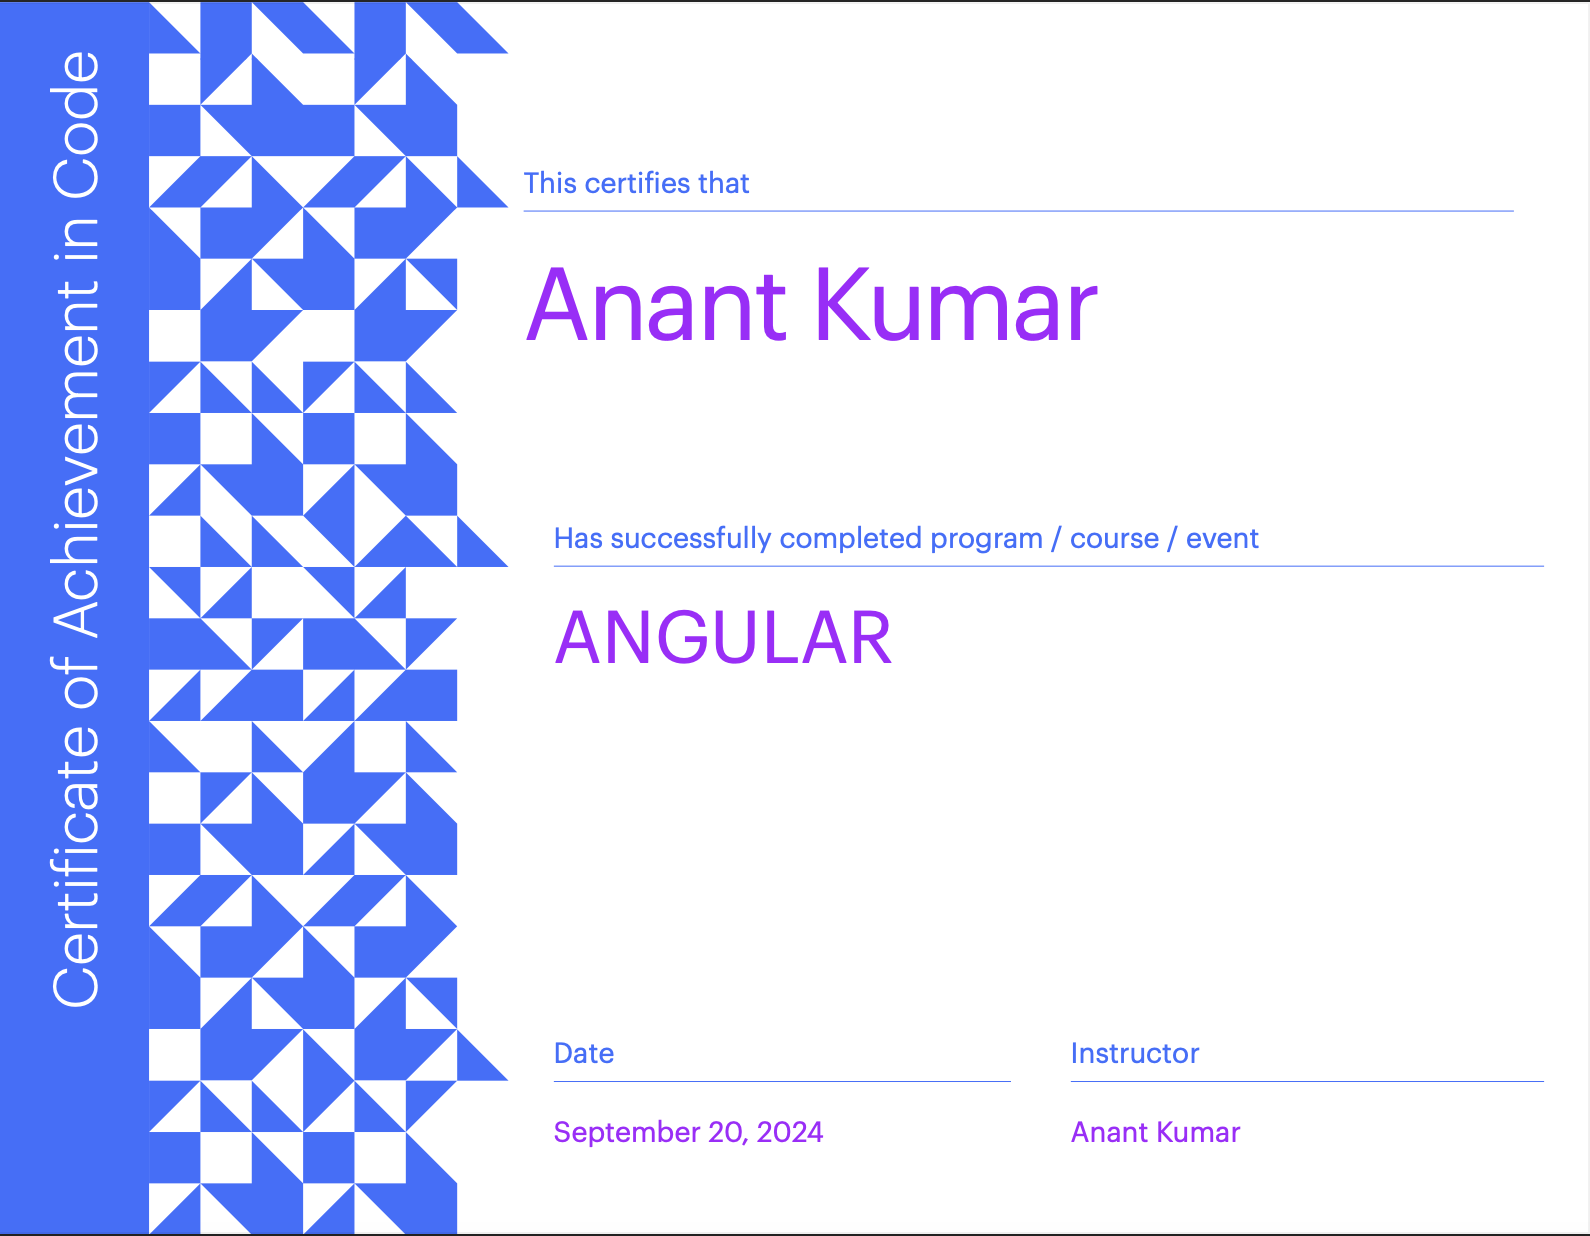 Certificate of Achievement in Code
This certifies that
Anant Kumar
Has successfully completed program / course / event
ANGULAR
Date
September 20, 2024
Instructor
Anant Kumar